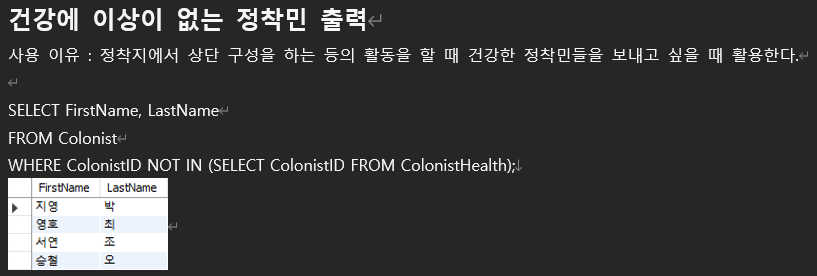 건강에 이상이 없는 정착민 출력
사용 이유 : 정착지에서 상단 구성을 하는 등의 활동을 할 때 건강한 정착민들을 보내고 싶을 때 활용한다.
SELECT FirstName, LastName
FROM Colonist
WHERE ColonistID NOT IN (SELECT ColonistID FROM ColonistHealth);
FirstName LastName
지영 박
영호 최
서연 조
승철 오